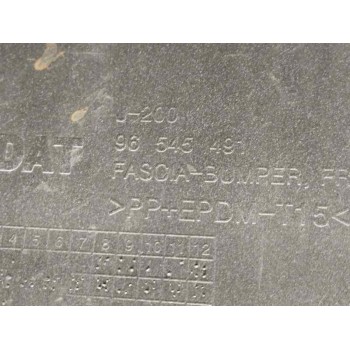 J-200
96 545 491
DAT FASCIA-BUMPER, FR
>PP+EPDM-T15<
4 5 6 7 8 9 10 11 12